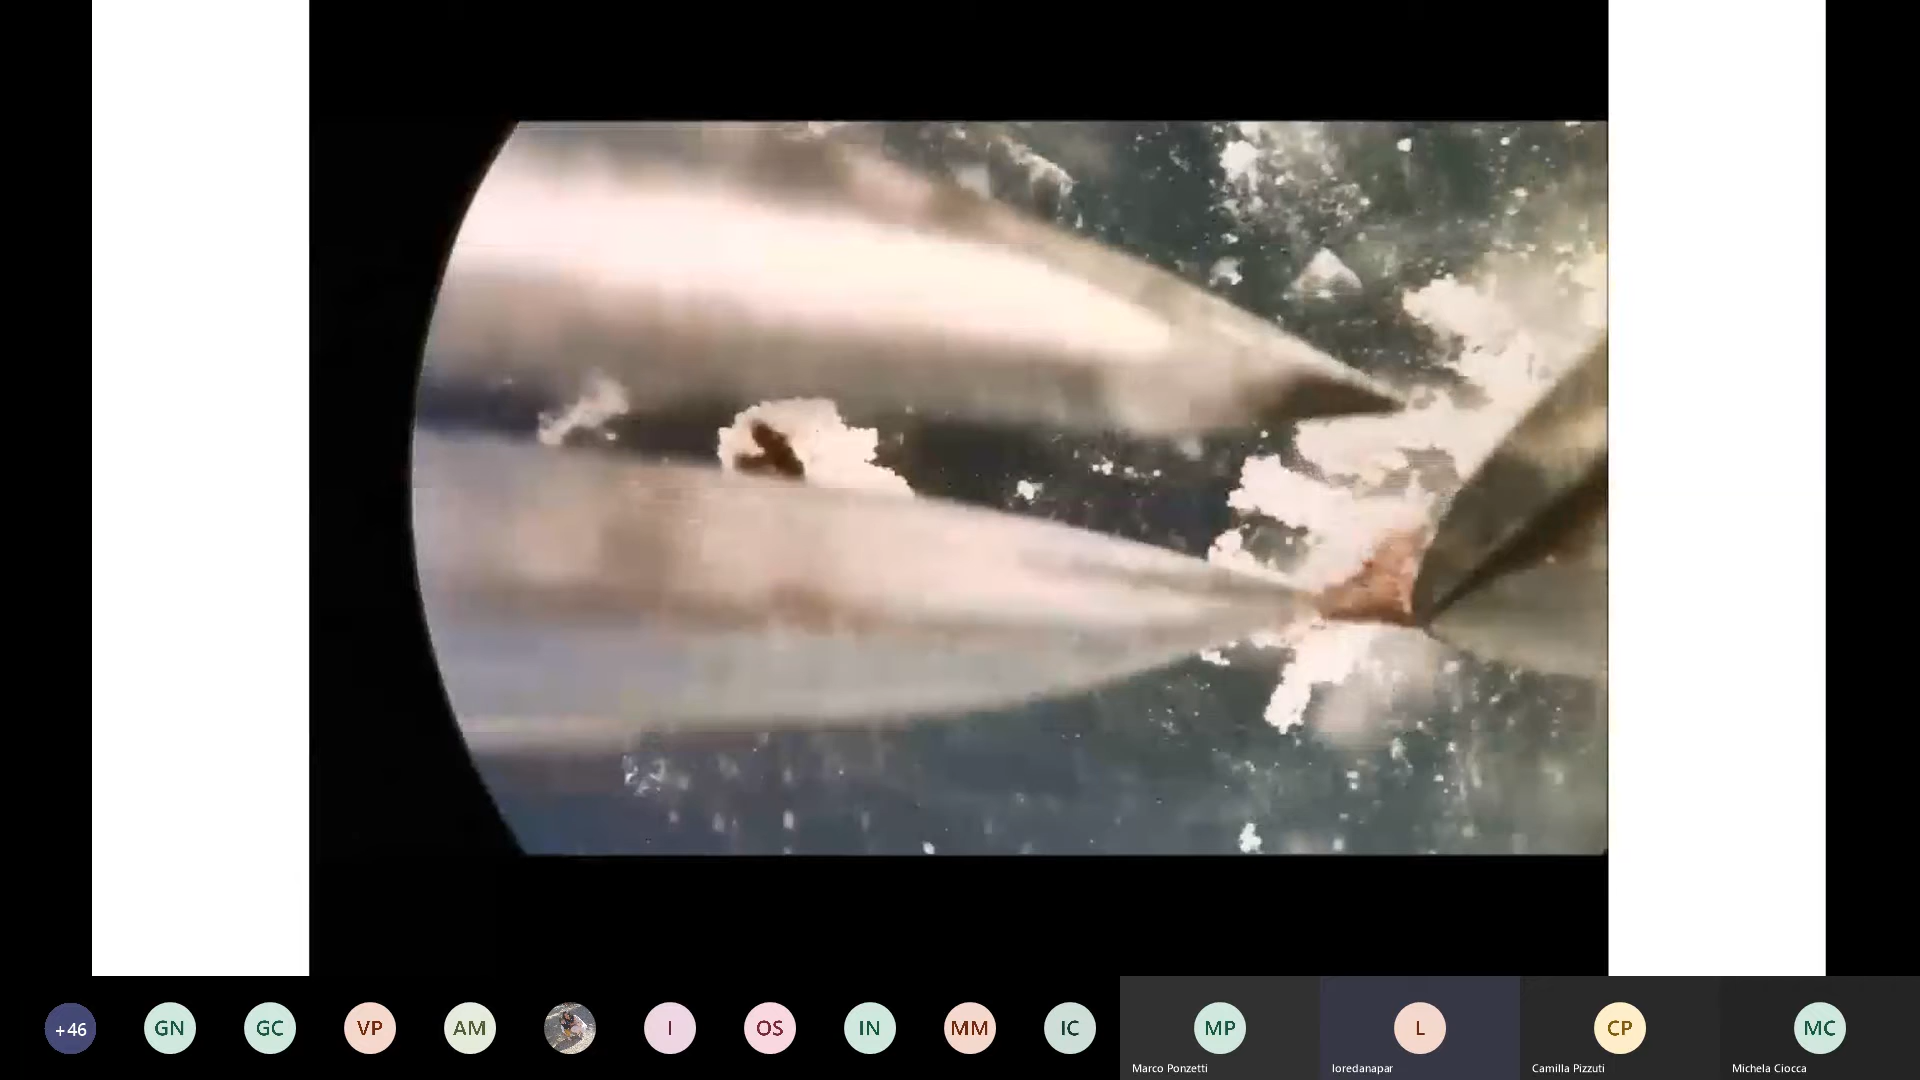 +46
GN
GC
VP
AM
I
OS
IN
MM
IC
MP
L
CP
MC
Marco Ponzetti
loredanapar
Camilla Pizzuti
Michela Ciocca